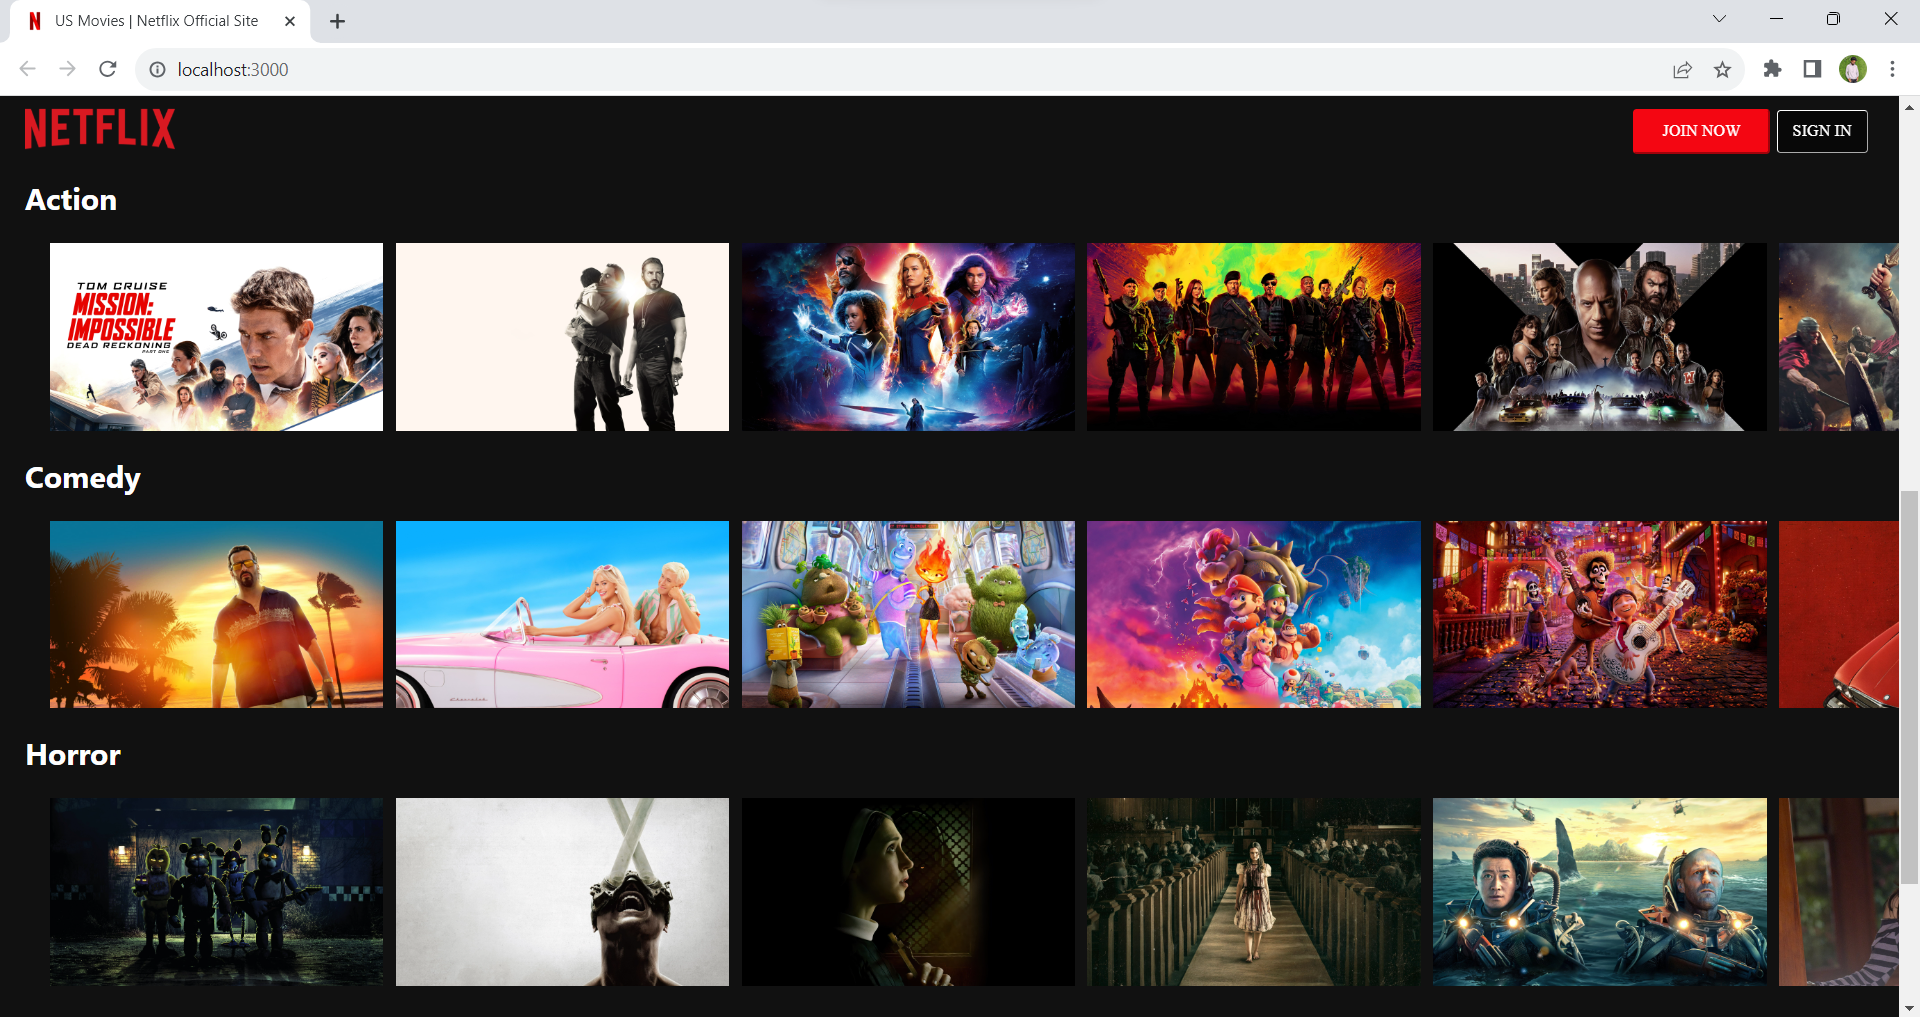 US Movies | Netflix Official Site
localhost:3000
NETFLIX
JOIN NOW
SIGN IN
Action
TOM CRUISE
MISSION:
IMPOSSIBLE
DEAD RECKONING
PART ONE
Comedy
Horror